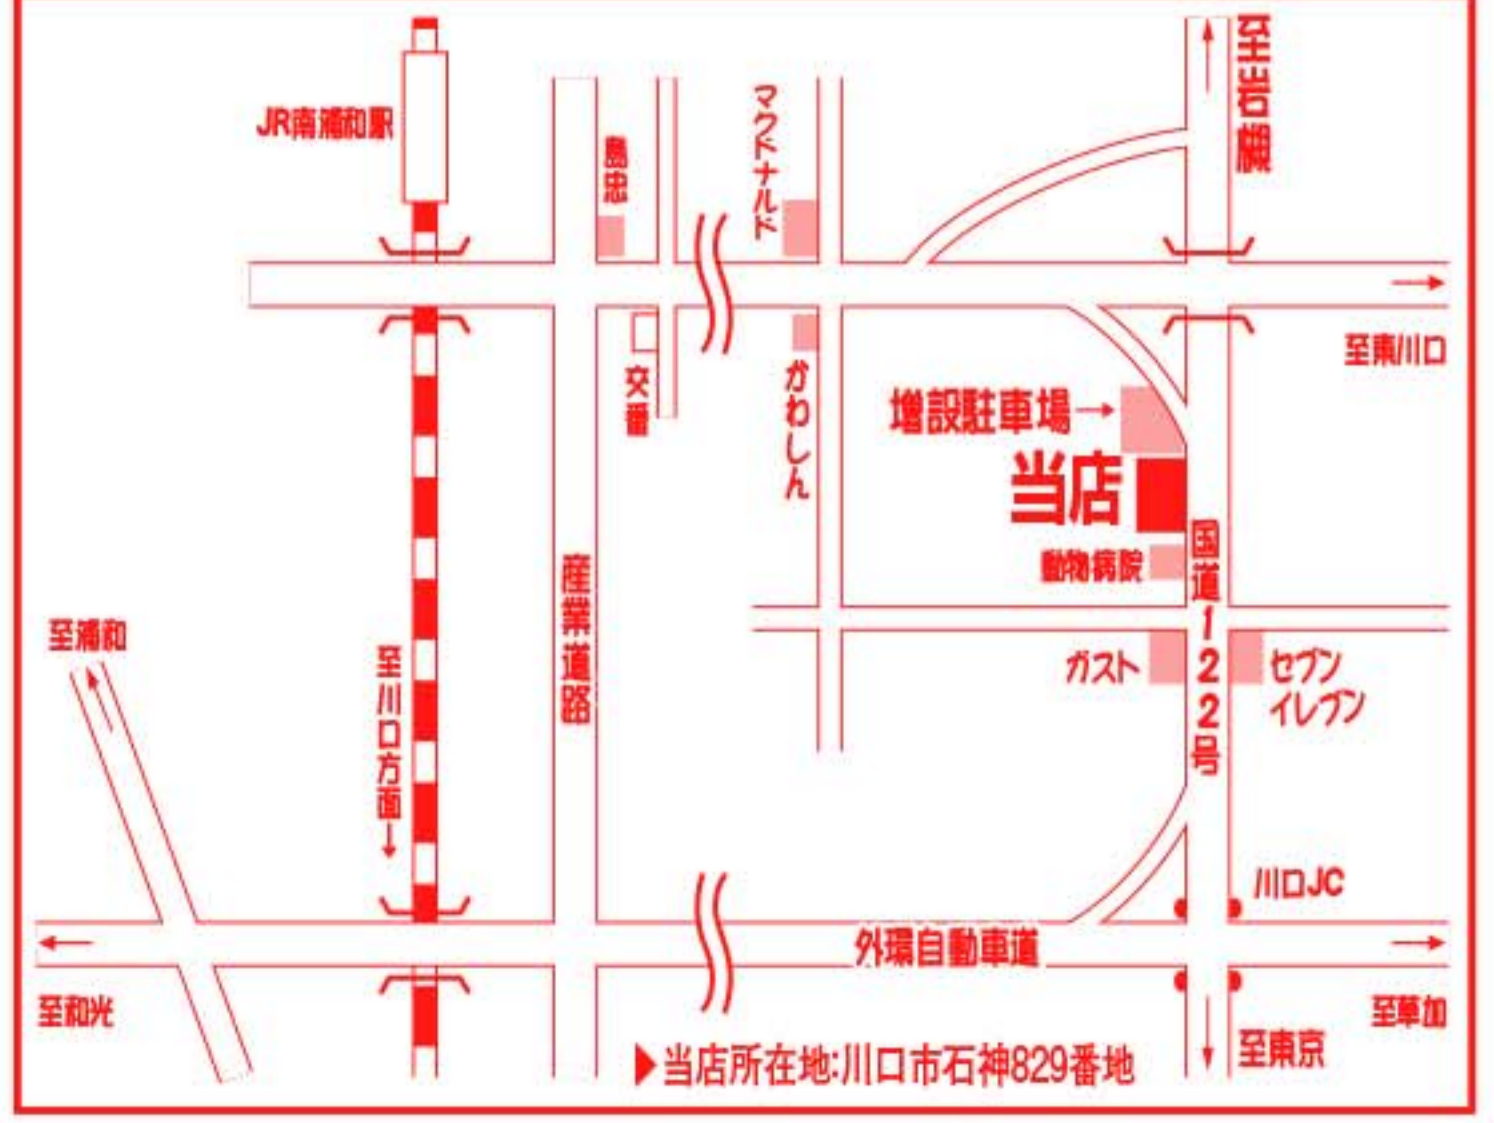 至岩槻
JR南浦和駅
島忠
マクドナルド
至東川口
交番
かわしん
増設駐車場→
当店
動物病院
国道122号
産業道路
至浦和
至川口方面
ガスト
セブン
イレブン
川口JC
外環自動車道
至和光
至草加
至東京
▶当店所在地:川口市石神829番地